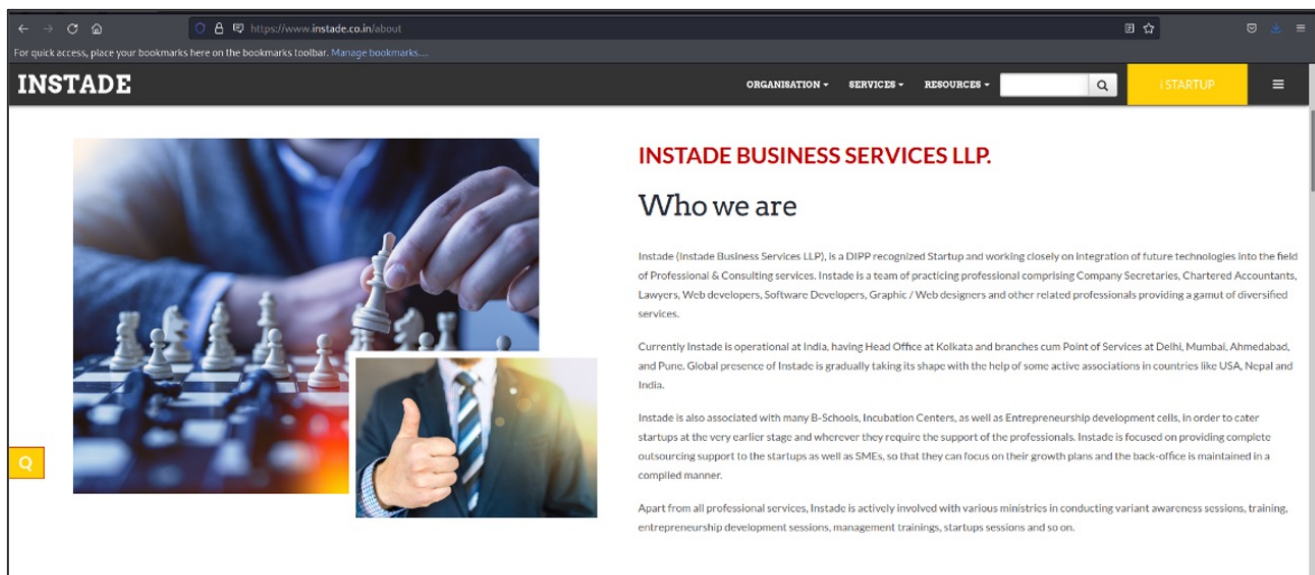 https://www.instade.co.in/about
For quick access, place your bookmarks here on the bookmarks toolbar. Manage bookmarks...
INSTADE
ORGANISATION
SERVICES
RESOURCES
i STARTUP
INSTADE BUSINESS SERVICES LLP.
Who we are
Instade (Instade Business Services LLP), is a DIPP recognized Startup and working closely on integration of future technologies into the field
of Professional & Consulting services. Instade is a team of practicing professional comprising Company Secretaries, Chartered Accountants,
Lawyers, Web developers, Software Developers, Graphic / Web designers and other related professionals providing a gamut of diversified
services.
Currently Instade is operational at India, having Head Office at Kolkata and branches cum Point of Services at Delhi, Mumbai, Ahmedabad,
and Pune. Global presence of Instade is gradually taking its shape with the help of some active associations in countries like USA, Nepal and
India.
Instade is also associated with many B-Schools, Incubation Centers, as well as Entrepreneurship development cells, in order to cater
startups at the very earlier stage and wherever they require the support of the professionals. Instade is focused on providing complete
outsourcing support to the startups as well as SMEs, so that they can focus on their growth plans and the back-office is maintained in a
complied manner.
Q
Apart from all professional services, Instade is actively involved with various ministries in conducting variant awareness sessions, training,
entrepreneurship development sessions, management trainings, startups sessions and so on.